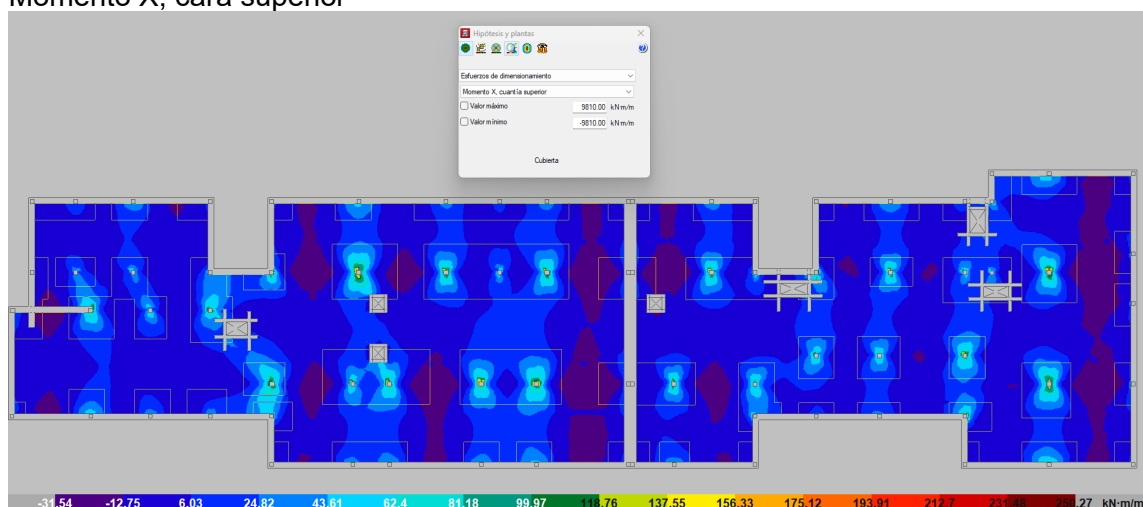 Momento X, cara superior
Hipótesis y plantas
Esfuerzos de dimensionamiento
Momento X, cuantía superior
Valor máximo 9810.00 kN·m/m
Valor mínimo -9810.00 kN·m/m
Cubierta
-31.54 -12.75 6.03 24.82 43.61 62.4 81.18 99.97 118.76 137.55 156.33 175.12 193.91 212.7 231.48 250.27 kN·m/m